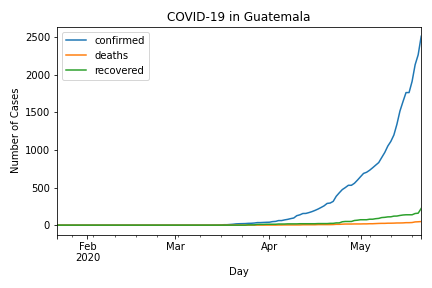 COVID-19 in Guatemala
confirmed
deaths
recovered
Number of Cases
2500
2000
1500
1000
500
0
Feb
2020
Mar
Apr
May
Day